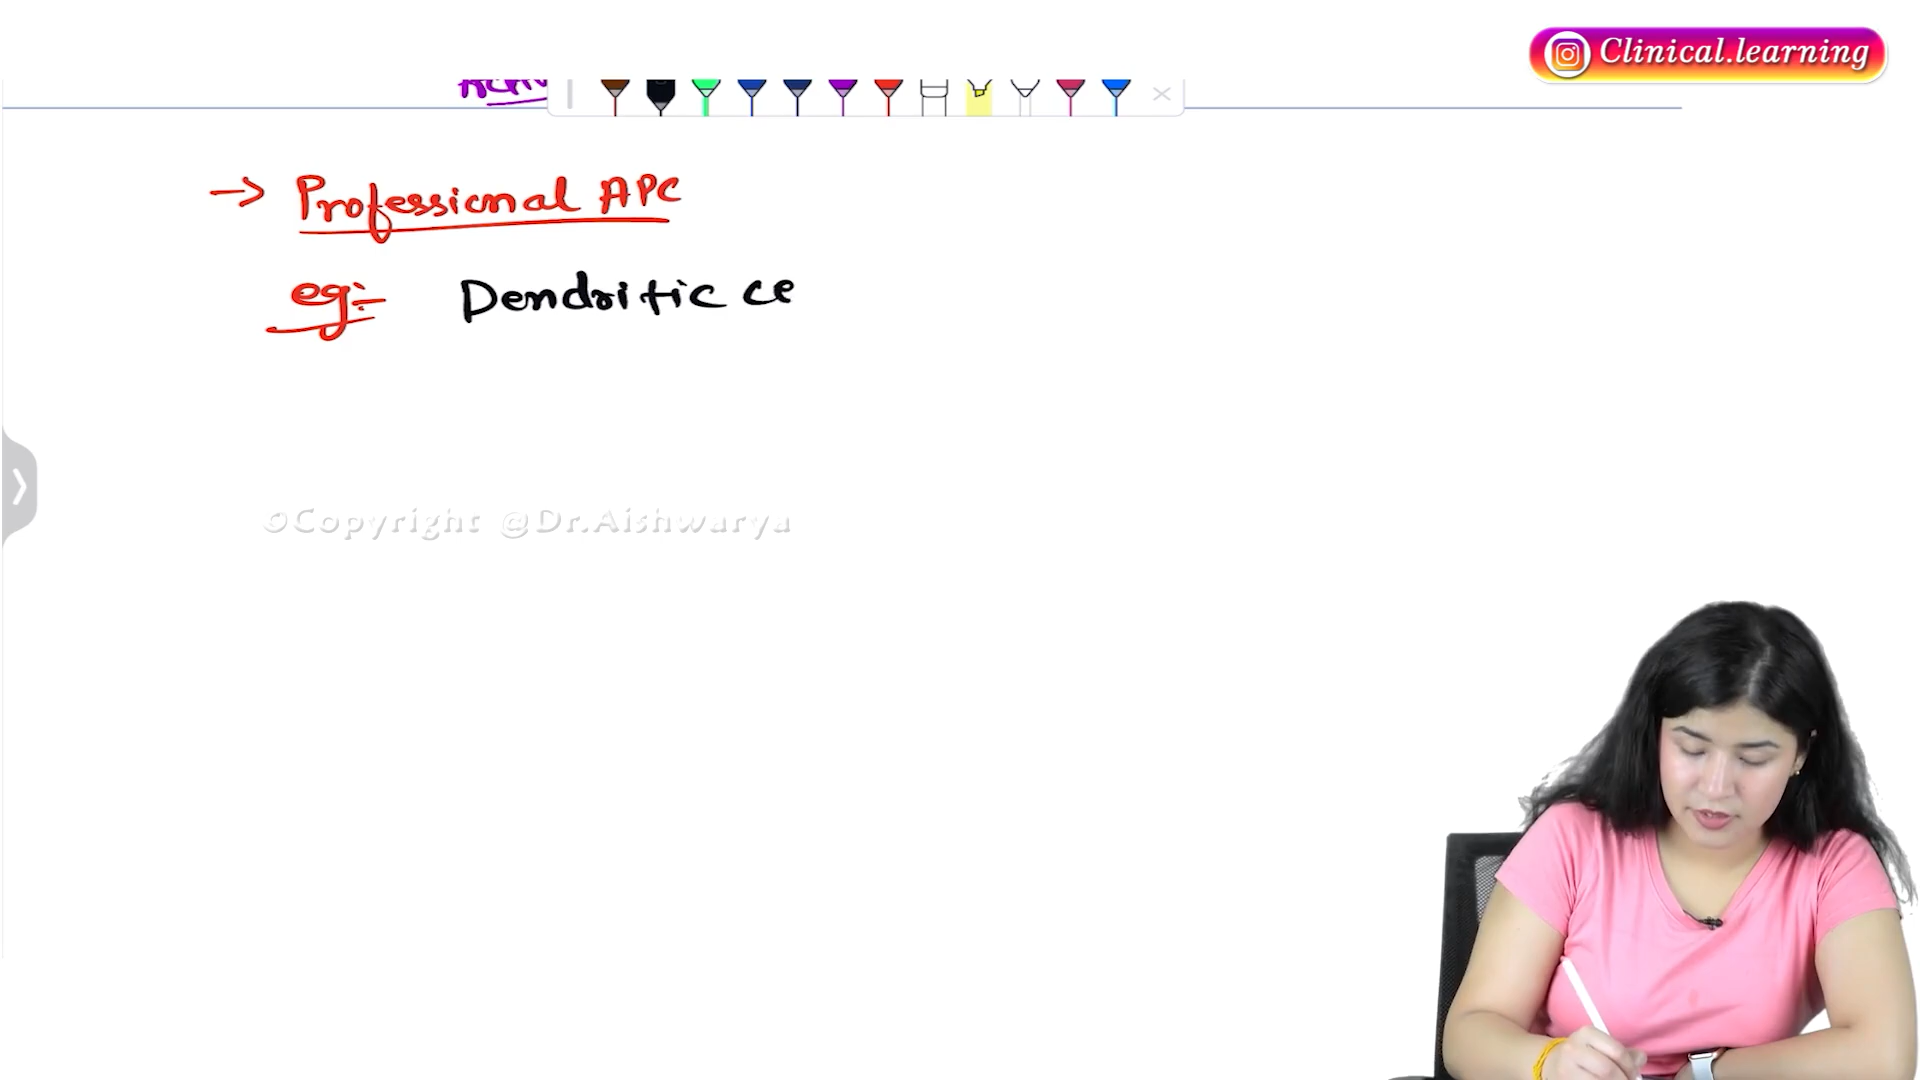 Clinical.learning
→ Professional APC
eg:- Dendritic ce
©Copyright @Dr.Aishwarya